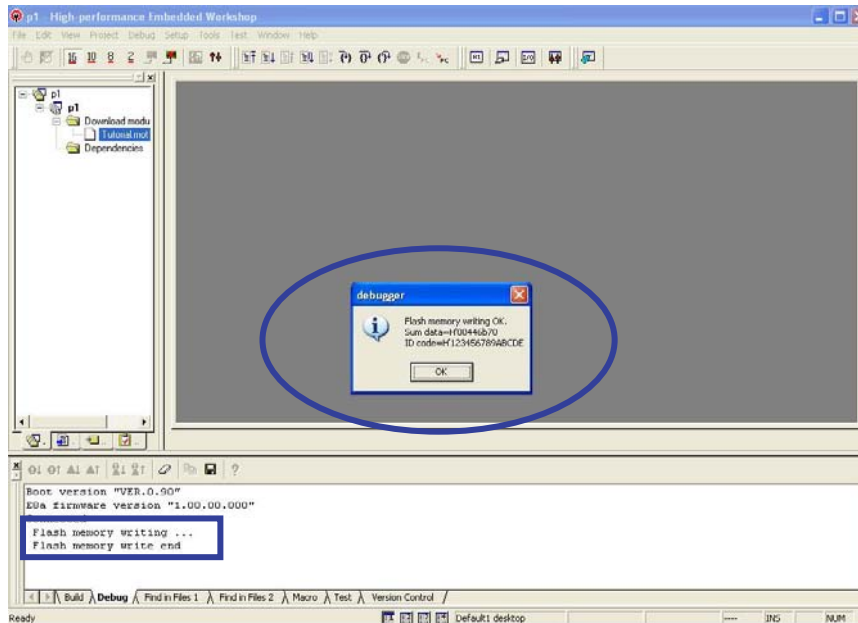 p1 - High-performance Embedded Workshop
File Edit View Project Debug Setup Tools Test Window Help
p1
p1
Download modu
Tutorial.mot
Dependencies
debugger
Flash memory writing OK.
Sum data=H'00446b70
ID code=H'123456789ABCDE
OK
Boot version "VER.0.90"
E8a firmware version "1.00.00.000"
Flash memory writing ...
Flash memory write end
Build Debug Find in Files 1 Find in Files 2 Macro Test Version Control
Ready Default1 desktop INS NUM